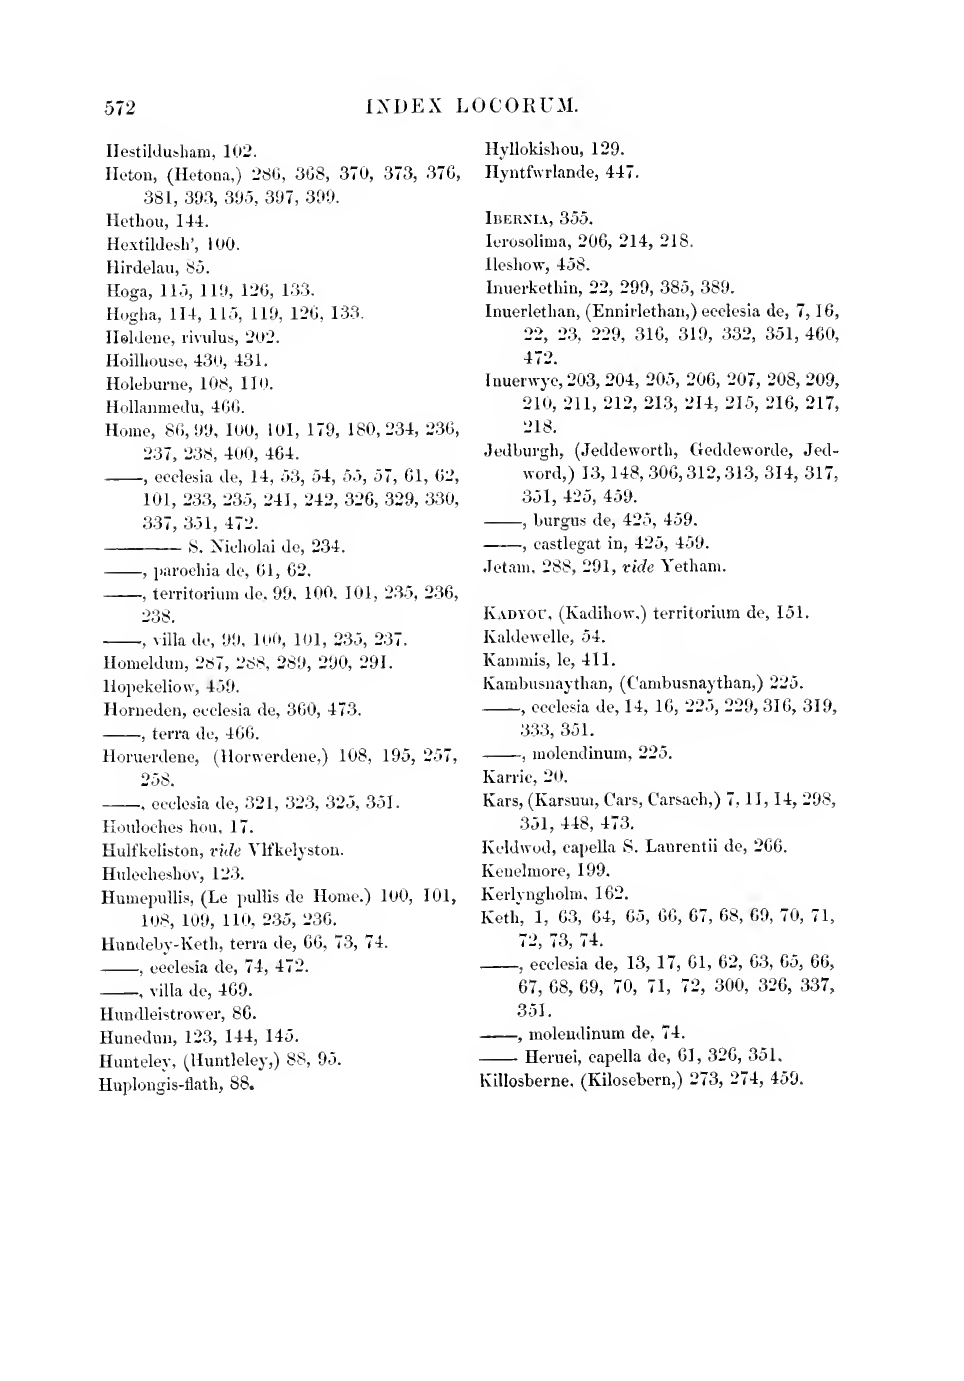 572
INDEX LOCORUM.
Hestildusham, 102.
Heton, (Hetona,) 286, 368, 370, 373, 376,
381, 393, 395, 397, 399.
Hethou, 144.
Hextildesh’, 100.
Hirdelau, 85.
Hoga, 115, 119, 126, 133.
Hogha, 114, 115, 119, 126, 133.
Holdene, rivulus, 202.
Hoilhouse, 430, 431.
Holeburne, 108, 110.
Hollanmedu, 466.
Home, 86, 99, 100, 101, 179, 180, 234, 236,
237, 238, 400, 464.
——, ecclesia de, 14, 53, 54, 55, 57, 61, 62,
101, 233, 235, 241, 242, 326, 329, 330,
337, 351, 472.
———— S. Nicholai de, 234.
——, parochia de, 61, 62.
——, territorium de, 99, 100, 101, 235, 236,
238.
——, villa de, 99, 100, 101, 235, 237.
Homeldun, 287, 288, 289, 290, 291.
Hopekeliow, 459.
Horneden, ecclesia de, 360, 473.
——, terra de, 466.
Horuerdene, (Horwerdene,) 108, 195, 257,
258.
——, ecclesia de, 321, 323, 325, 351.
Houloches hou, 17.
Hulfkeliston, vide Vlfkelyston.
Hulecheshov, 123.
Humepullis, (Le pullis de Home.) 100, 101,
108, 109, 110, 235, 236.
Hundeby-Keth, terra de, 66, 73, 74.
——, ecclesia de, 74, 472.
——, villa de, 469.
Hundleistrower, 86.
Hunedun, 123, 144, 145.
Hunteley, (Huntleley,) 88, 95.
Huplongis-flath, 88.
Hyllokishou, 129.
Hyntfwrlande, 447.
IBERNIA, 355.
Ierosolima, 206, 214, 218.
Ileshow, 458.
Inuerkethin, 22, 299, 385, 389.
Inuerlethan, (Ennirlethan,) ecclesia de, 7, 16,
22, 23, 229, 316, 319, 332, 351, 460,
472.
Inuerwyc, 203, 204, 205, 206, 207, 208, 209,
210, 211, 212, 213, 214, 215, 216, 217,
218.
Jedburgh, (Jeddeworth, Geddeworde, Jed-
word,) 13, 148, 306, 312, 313, 314, 317,
351, 425, 459.
——, burgus de, 425, 459.
——, castlegat in, 425, 459.
Jetam, 288, 291, vide Yetham.
KADYOU, (Kadihow,) territorium de, 151.
Kaldewelle, 54.
Kammis, le, 411.
Kambusnaythan, (Cambusnaythan,) 225.
——, ecclesia de, 14, 16, 225, 229, 316, 319,
333, 351.
——, molendinum, 225.
Karric, 20.
Kars, (Karsum, Cars, Carsach,) 7, 11, 14, 298,
351, 448, 473.
Keldwod, capella S. Laurentii de, 266.
Kenelmore, 199.
Kerlyngholm, 162.
Keth, 1, 63, 64, 65, 66, 67, 68, 69, 70, 71,
72, 73, 74.
——, ecclesia de, 13, 17, 61, 62, 63, 65, 66,
67, 68, 69, 70, 71, 72, 300, 326, 337,
351.
——, molendinum de, 74.
—— Heruei, capella de, 61, 326, 351.
Killosberne, (Kilosebern,) 273, 274, 459.